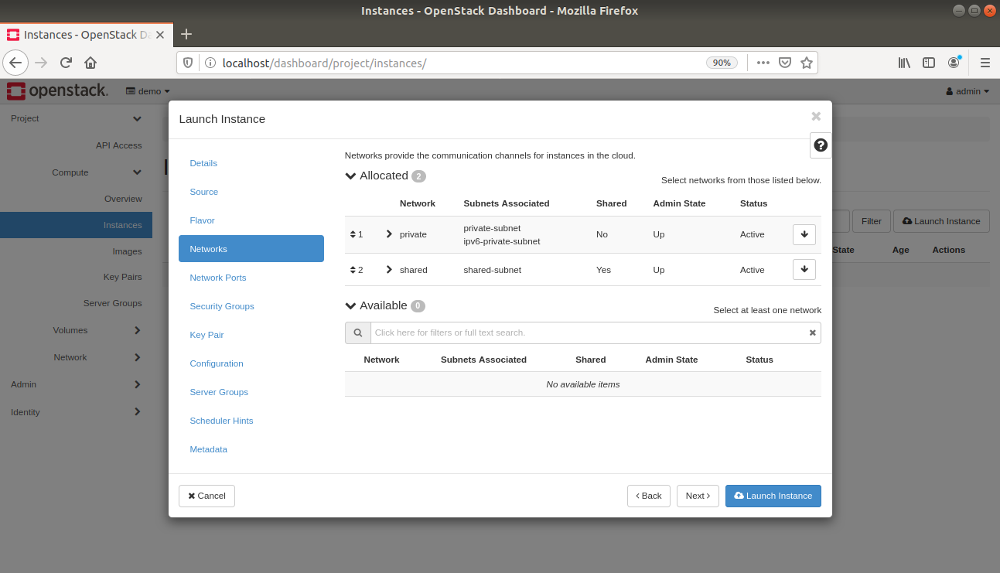 Instances - OpenStack Dashboard - Mozilla Firefox
Instances - OpenStack Da
localhost/dashboard/project/instances/
90%
openstack.
demo
admin
Launch Instance
Project
API Access
Compute
Overview
Instances
Images
Key Pairs
Server Groups
Volumes
Network
Admin
Identity
Details
Source
Flavor
Networks
Network Ports
Security Groups
Key Pair
Configuration
Server Groups
Scheduler Hints
Metadata
Networks provide the communication channels for instances in the cloud.
Allocated 2
Select networks from those listed below.
Network Subnets Associated Shared Admin State Status
1 private private-subnet No Up Active
ipv6-private-subnet
2 shared shared-subnet Yes Up Active
Available 0
Select at least one network
Click here for filters or full text search.
Network Subnets Associated Shared Admin State Status
No available items
Cancel
Back
Next
Launch Instance
Filter
Launch Instance
State Age Actions